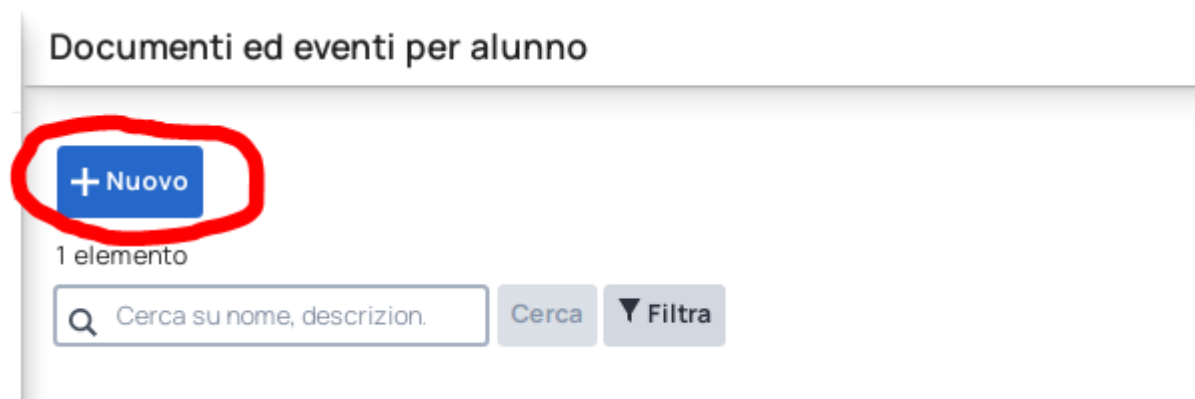 Documenti ed eventi per alunno
+ Nuovo
1 elemento
Cerca su nome, descrizion.
Cerca
Filtra